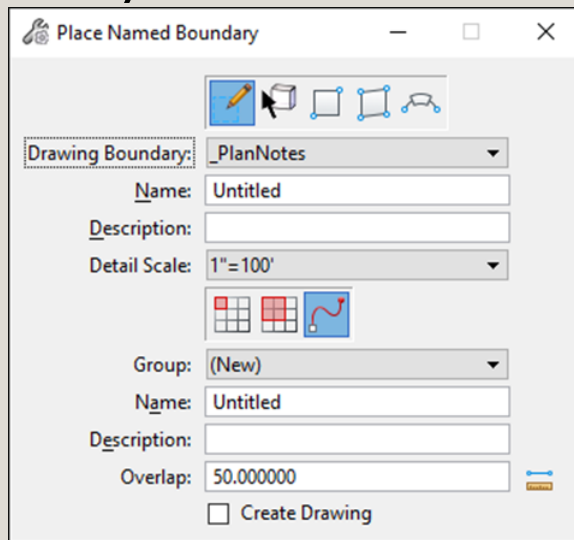 Place Named Boundary
Drawing Boundary: _PlanNotes
Name: Untitled
Description:
Detail Scale: 1"=100'
Group: (New)
Name: Untitled
Description:
Overlap: 50.000000
Create Drawing